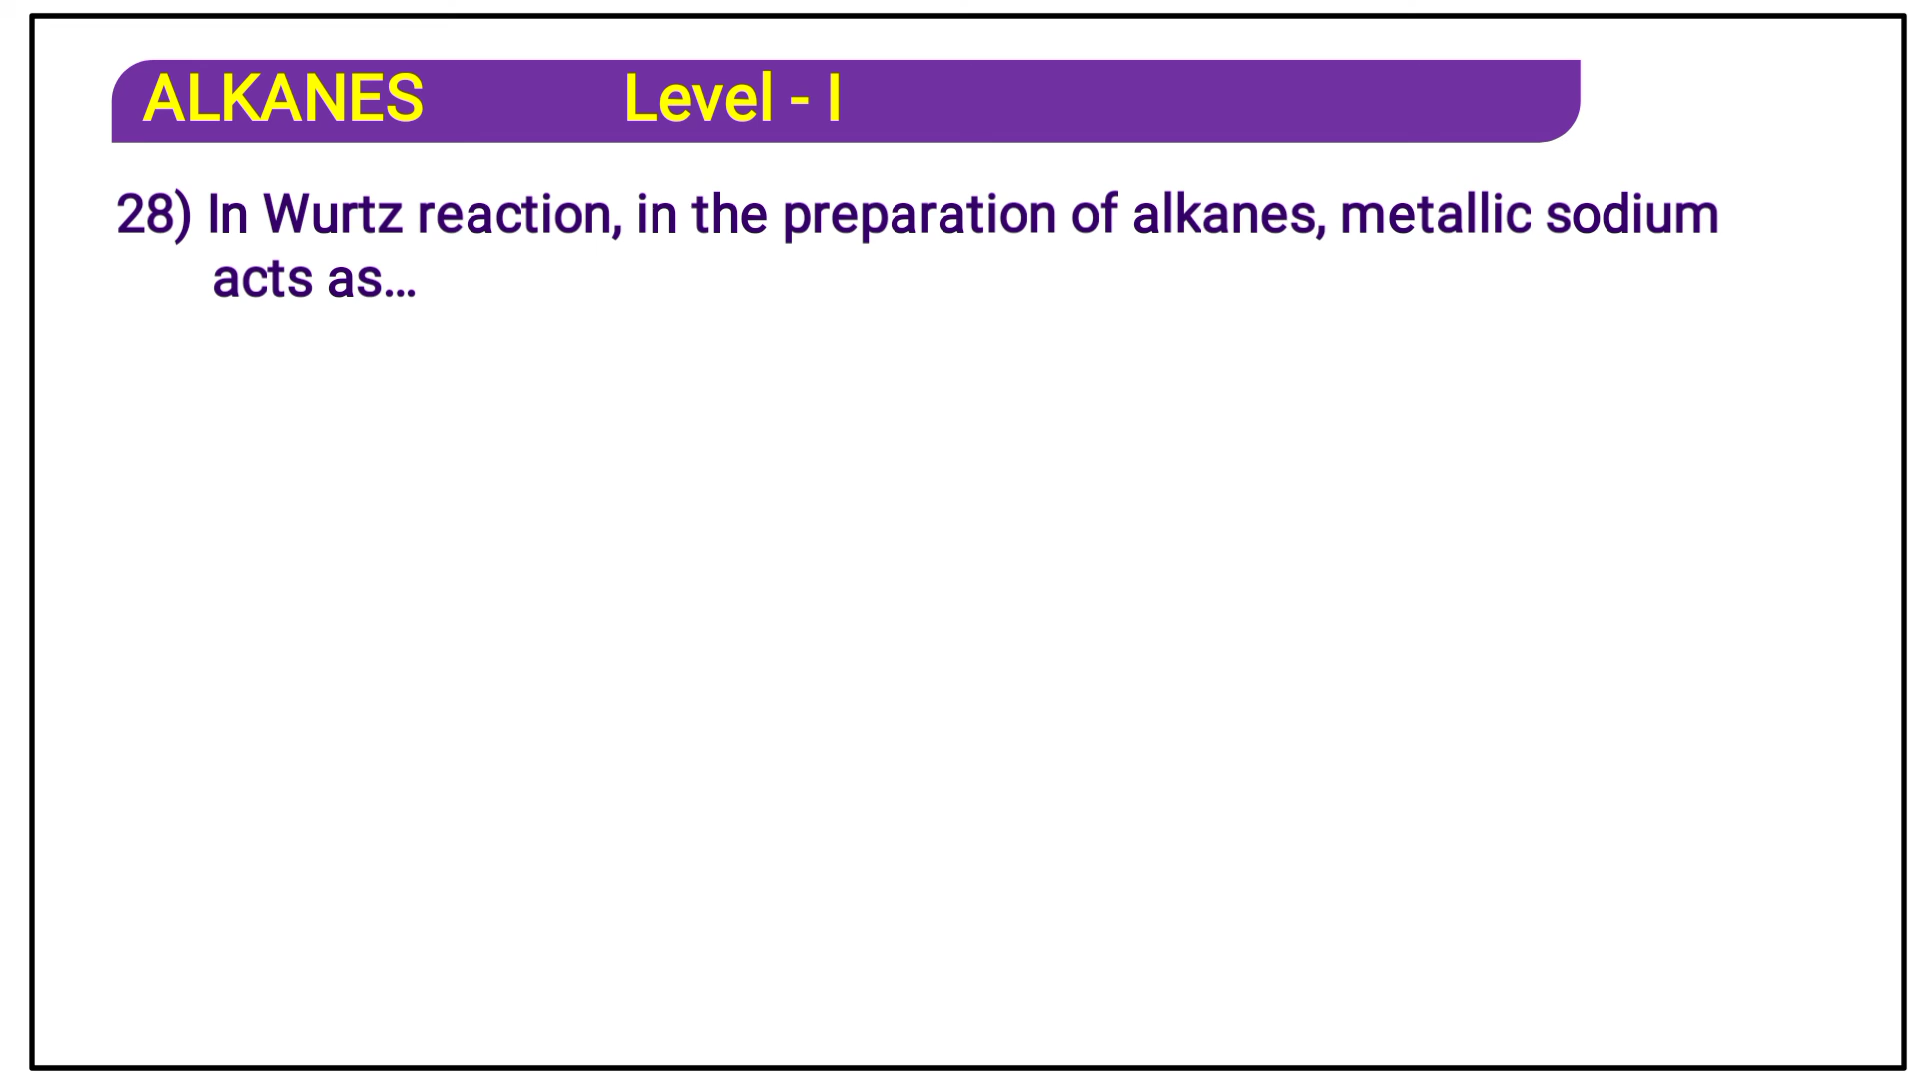 ALKANES Level - I
28) In Wurtz reaction, in the preparation of alkanes, metallic sodium
acts as...